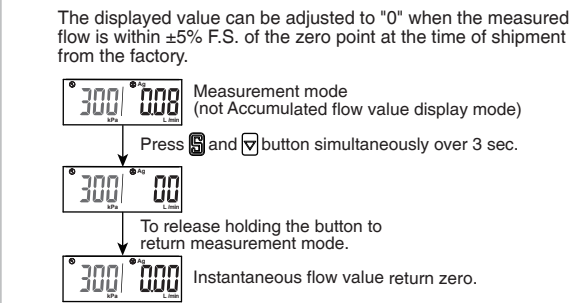 The displayed value can be adjusted to "0" when the measured
flow is within ±5% F.S. of the zero point at the time of shipment
from the factory.
300 kPa Ag 0.08 L/min
Measurement mode
(not Accumulated flow value display mode)
Press S and ▽ button simultaneously over 3 sec.
300 kPa Ag 00 L/min
To release holding the button to
return measurement mode.
300 kPa Ag 0.00 L/min
Instantaneous flow value return zero.